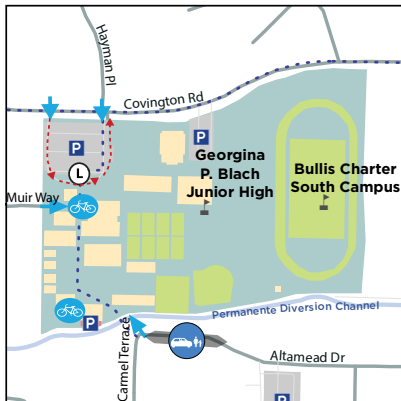 Hayman Pl
Covington Rd
P
P
L
Georgina
P. Blach
Junior High
Bullis Charter
South Campus
Muir Way
P
Permanente Diversion Channel
Carmel Terrace
Altamead Dr
P